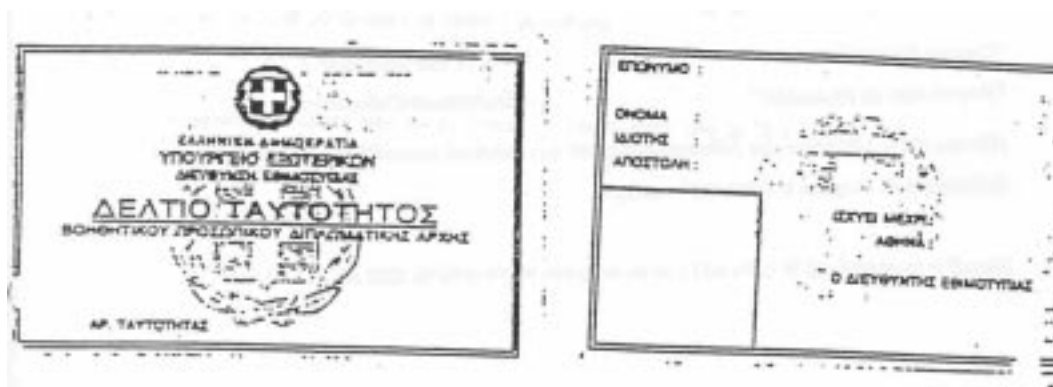 ΕΛΛΗΝΙΚΗ ΔΗΜΟΚΡΑΤΙΑ
ΥΠΟΥΡΓΕΙΟ ΕΞΩΤΕΡΙΚΩΝ
ΔΙΕΥΘΥΝΣΗ ΕΘΙΜΟΤΥΠΙΑΣ
ΔΕΛΤΙΟ ΤΑΥΤΟΤΗΤΟΣ
ΒΟΗΘΗΤΙΚΟΥ ΠΡΟΣΩΠΙΚΟΥ ΔΙΠΛΩΜΑΤΙΚΗΣ ΑΡΧΗΣ
ΑΡ. ΤΑΥΤΟΤΗΤΑΣ
ΕΠΩΝΥΜΟ :
ΟΝΟΜΑ
ΙΔΙΟΤΗΣ
ΑΠΟΣΤΟΛΗ :
ΙΣΧΥΕΙ ΜΕΧΡΙ :
ΑΘΗΝΑ :
Ο ΔΙΕΥΘΥΝΤΗΣ ΕΘΙΜΟΤΥΠΙΑΣ